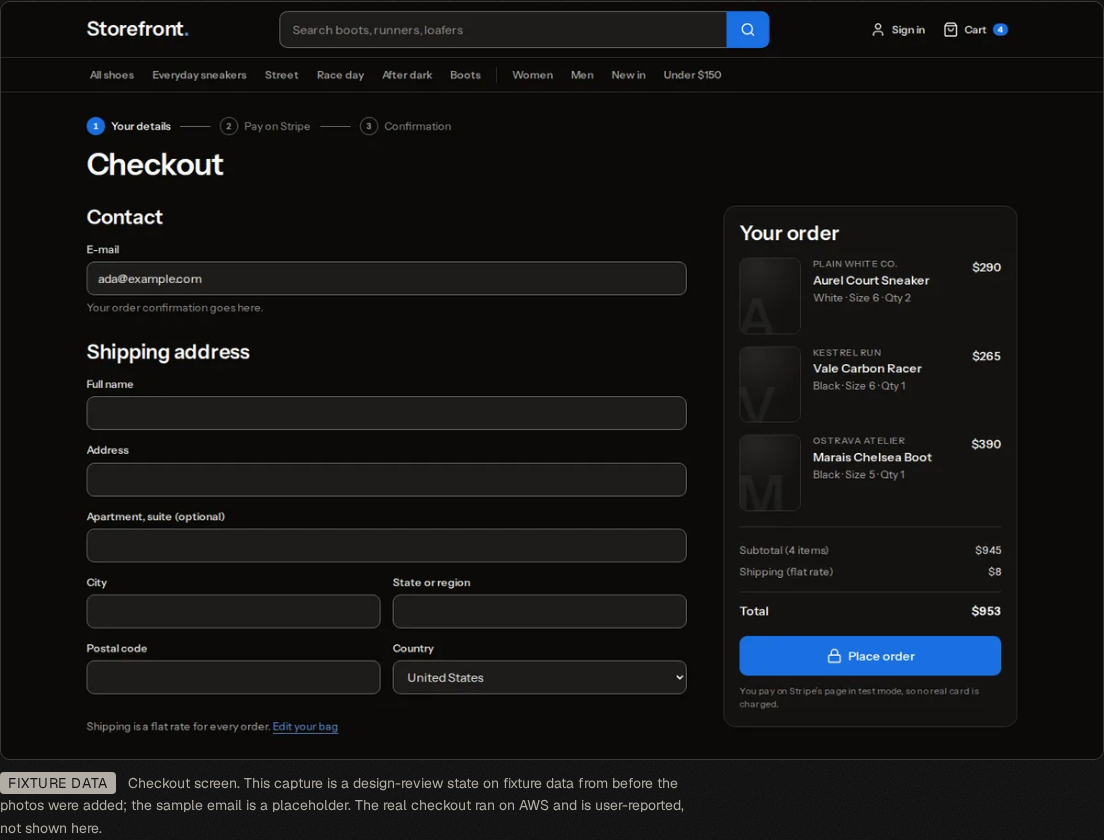 Storefront.
Search boots, runners, loafers
Sign in
Cart 4
All shoes Everyday sneakers Street Race day After dark Boots Women Men New in Under $150
1 Your details 2 Pay on Stripe 3 Confirmation
Checkout
Contact
E-mail
ada@example.com
Your order confirmation goes here.
Shipping address
Full name
Address
Apartment, suite (optional)
City State or region
Postal code Country
United States
Shipping is a flat rate for every order. Edit your bag
Your order
A
PLAIN WHITE CO.
Aurel Court Sneaker
White · Size 6 · Qty 2
$290
V
KESTREL RUN
Vale Carbon Racer
Black · Size 6 · Qty 1
$265
M
OSTRAVA ATELIER
Marais Chelsea Boot
Black · Size 5 · Qty 1
$390
Subtotal (4 items) $945
Shipping (flat rate) $8
Total $953
Place order
You pay on Stripe's page in test mode, so no real card is
charged.
FIXTURE DATA Checkout screen. This capture is a design-review state on fixture data from before the
photos were added; the sample email is a placeholder. The real checkout ran on AWS and is user-reported,
not shown here.